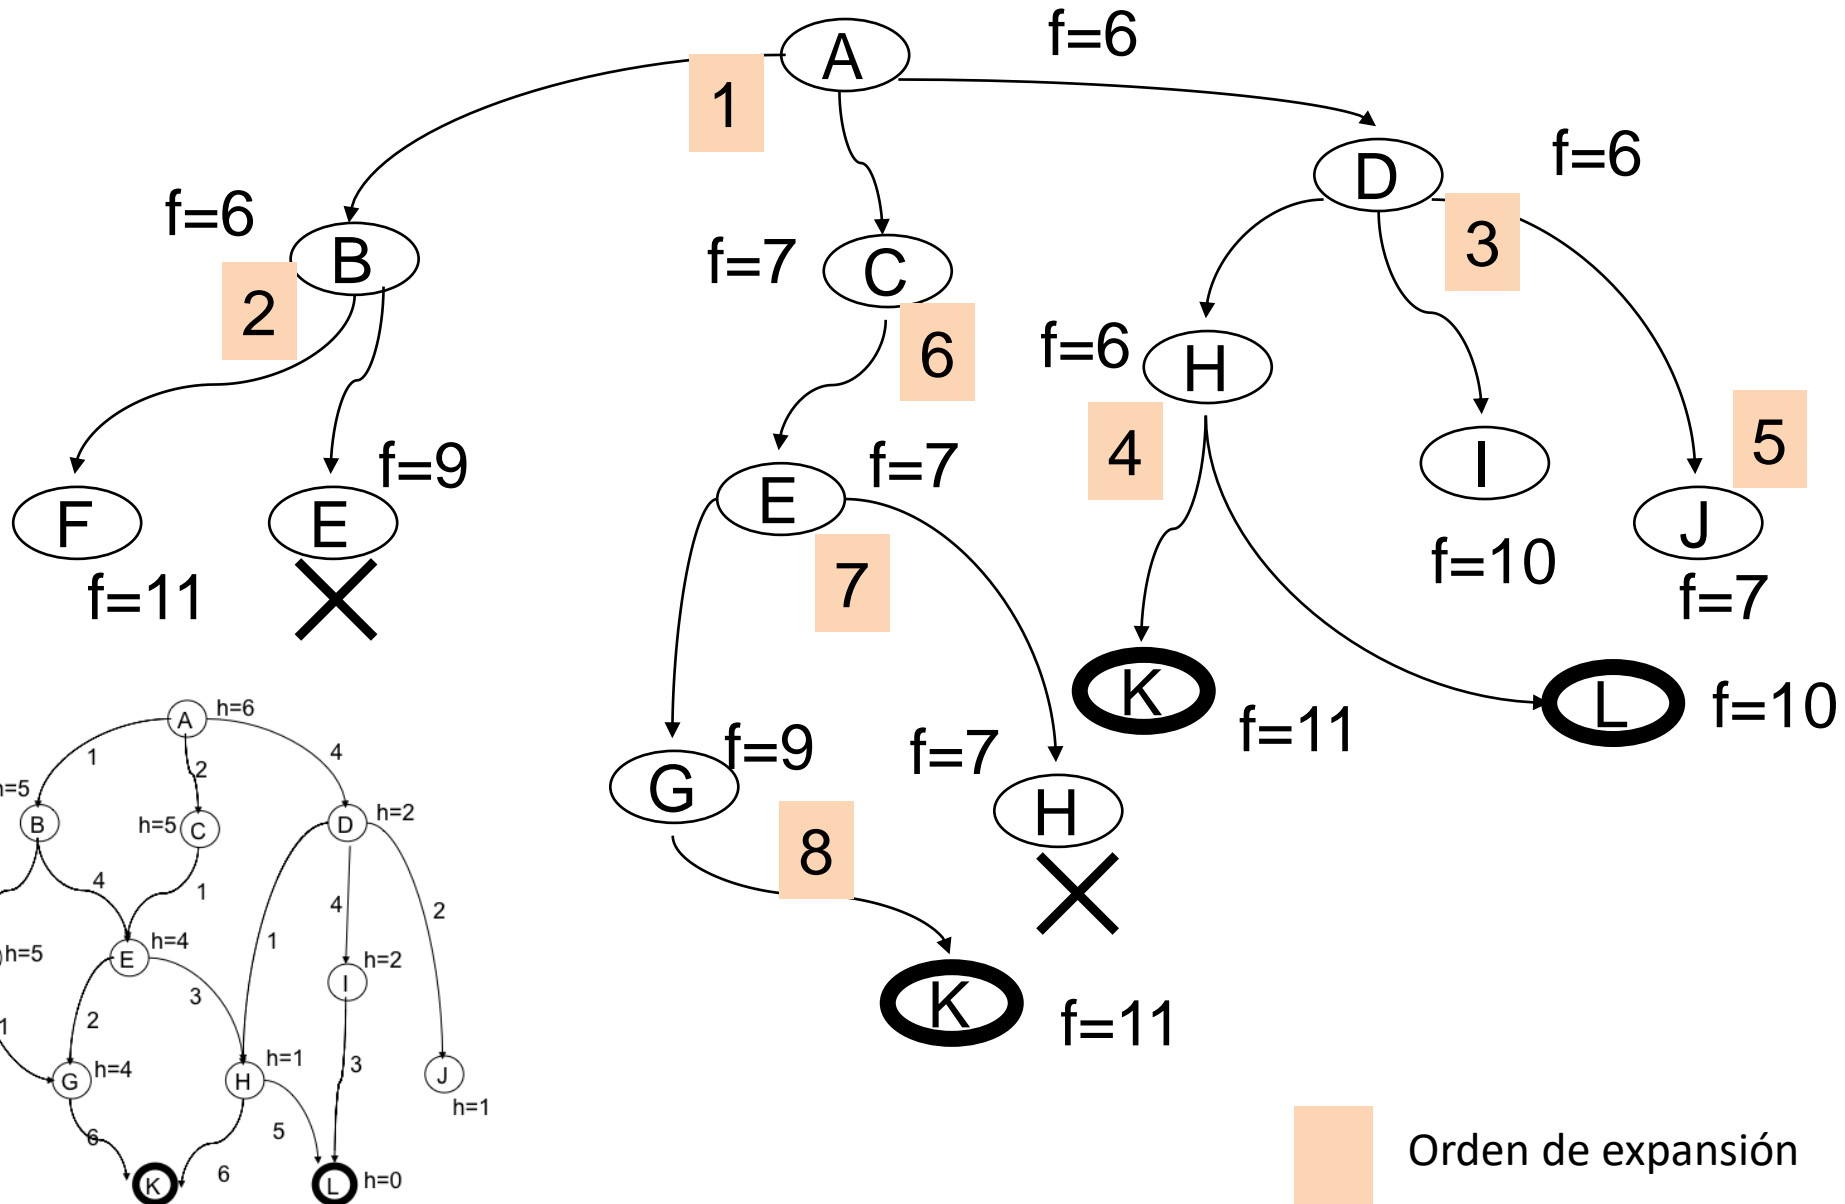 A
f=6
1
D
f=6
f=6
B
2
f=7
C
6
3
f=6
H
4
I
f=10
J
5
f=7
F
f=11
E
f=9
E
f=7
7
K
f=11
L
f=10
G
f=9
8
f=7
H
K
f=11
A
h=6
1
2
4
h=5
B
h=5
C
D
h=2
4
1
1
4
2
h=5
E
h=4
I
h=2
2
3
3
1
G
h=4
H
h=1
J
h=1
6
6
5
K
L
h=0
Orden de expansión